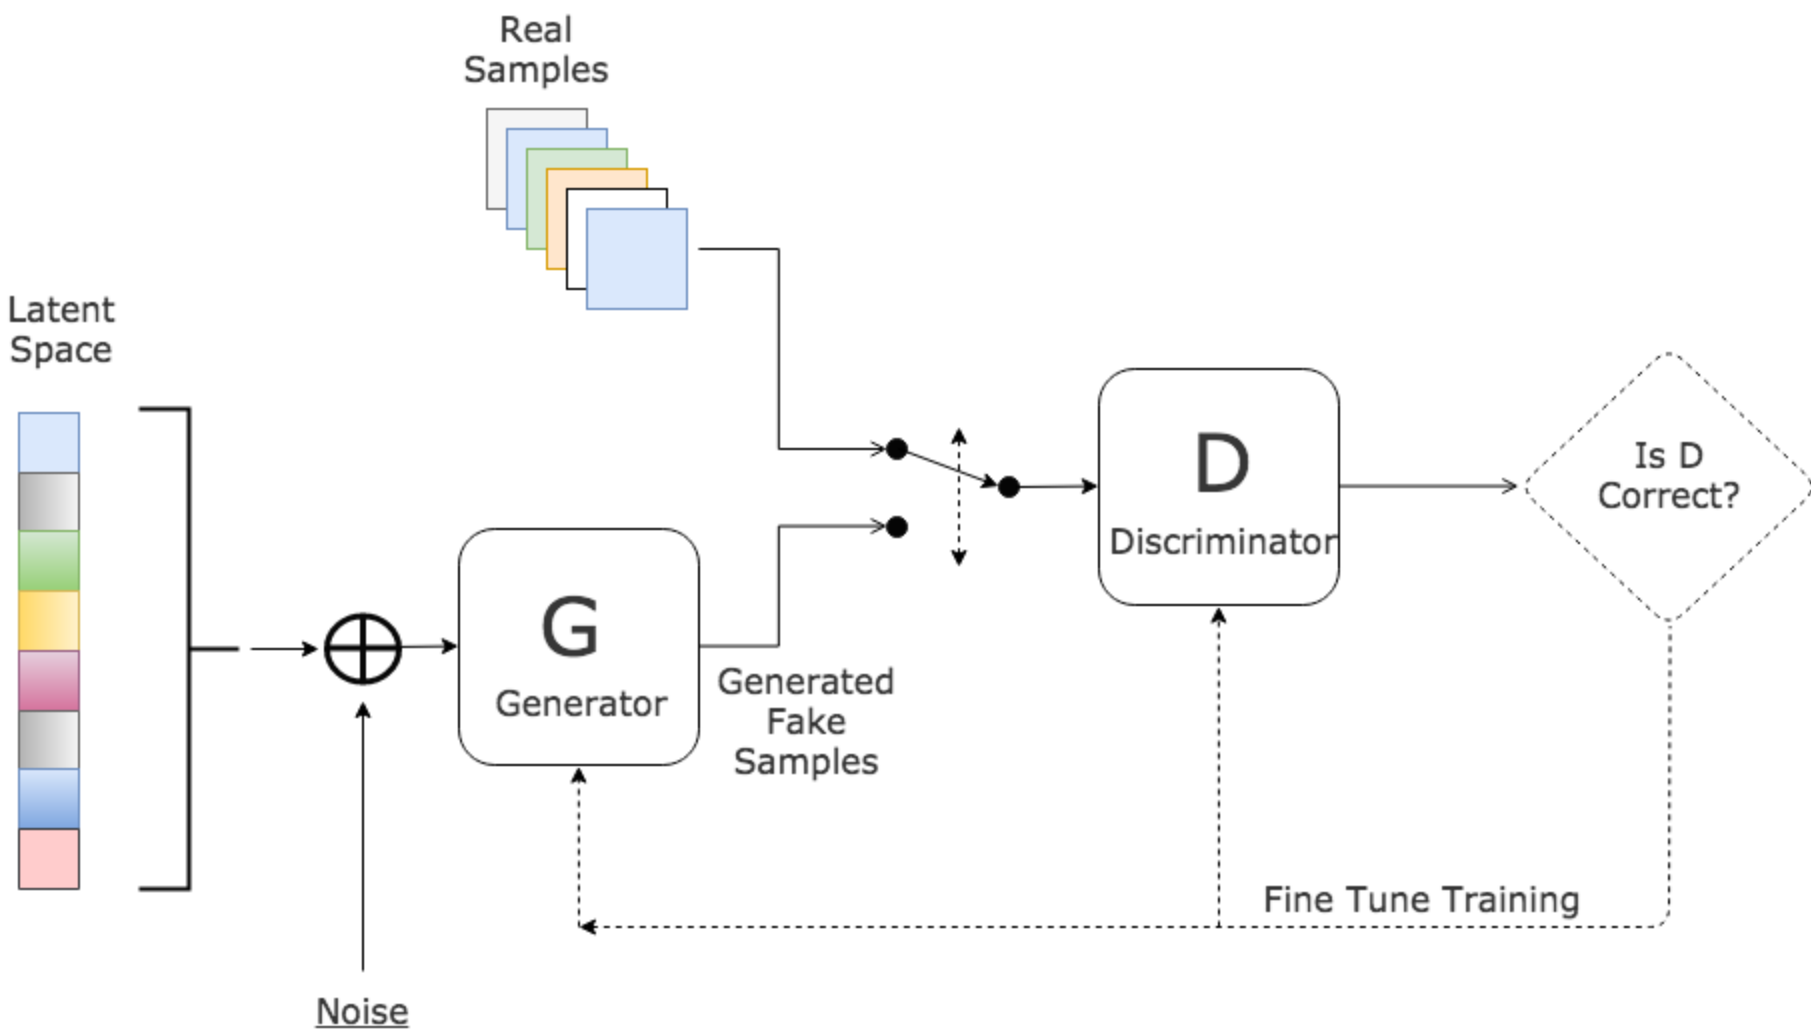 Real
Samples
Latent
Space
Is D
Correct?
D
Discriminator
G
Generator
Generated
Fake
Samples
Fine Tune Training
Noise